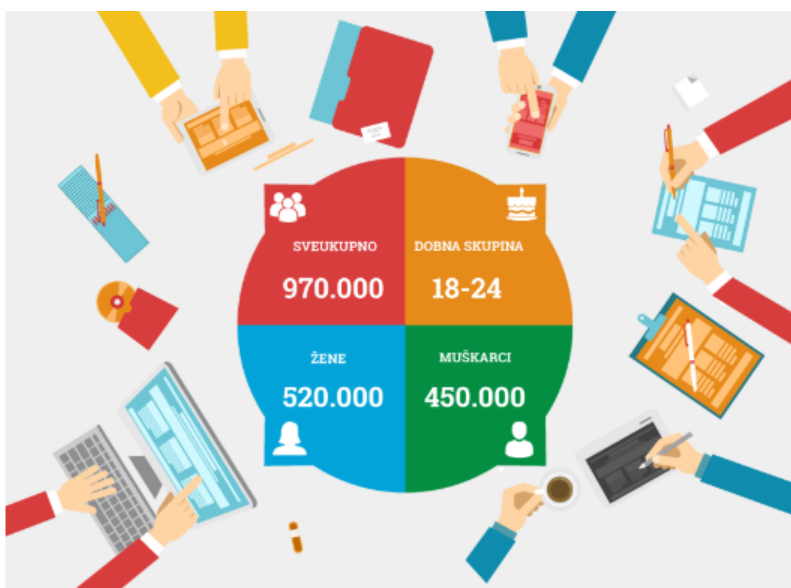 SVEUKUPNO
970.000
DOBNA SKUPINA
18-24
ŽENE
520.000
MUŠKARCI
450.000